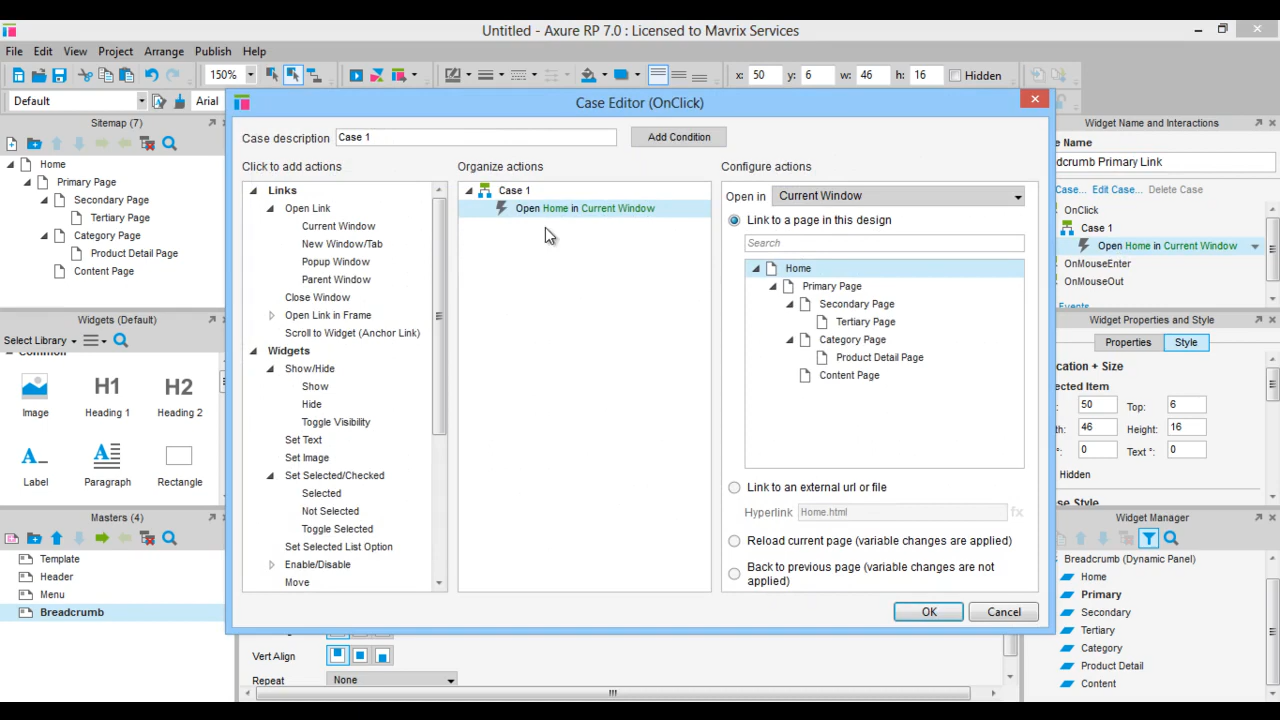 Untitled - Axure RP 7.0 : Licensed to Mavrix Services
File Edit View Project Arrange Publish Help
150% x: 50 y: 6 w: 46 h: 16 Hidden
Default Arial
Case Editor (OnClick)
Sitemap (7)
Home
Primary Page
Secondary Page
Tertiary Page
Category Page
Product Detail Page
Content Page
Widgets (Default)
Select Library
Common
Image Heading 1 Heading 2
H1 H2
Label Paragraph Rectangle
Masters (4)
Template
Header
Menu
Breadcrumb
Case description Case 1 Add Condition
Click to add actions
Links
Open Link
Current Window
New Window/Tab
Popup Window
Parent Window
Close Window
Open Link in Frame
Scroll to Widget (Anchor Link)
Widgets
Show/Hide
Show
Hide
Toggle Visibility
Set Text
Set Image
Set Selected/Checked
Selected
Not Selected
Toggle Selected
Set Selected List Option
Enable/Disable
Move
Organize actions
Case 1
Open Home in Current Window
Configure actions
Open in Current Window
Link to a page in this design
Search
Home
Primary Page
Secondary Page
Tertiary Page
Category Page
Product Detail Page
Content Page
Link to an external url or file
Hyperlink Home.html fx
Reload current page (variable changes are applied)
Back to previous page (variable changes are not
applied)
OK Cancel
Vert Align
Repeat None
Widget Name and Interactions
e Name
dcrumb Primary Link
Case... Edit Case... Delete Case
OnClick
Case 1
Open Home in Current Window
OnMouseEnter
OnMouseOut
Events
Widget Properties and Style
Properties Style
cation + Size
ected Item
50 Top: 6
th: 46 Height: 16
°: 0 Text °: 0
Hidden
se Style
Widget Manager
Breadcrumb (Dynamic Panel)
Home
Primary
Secondary
Tertiary
Category
Product Detail
Content